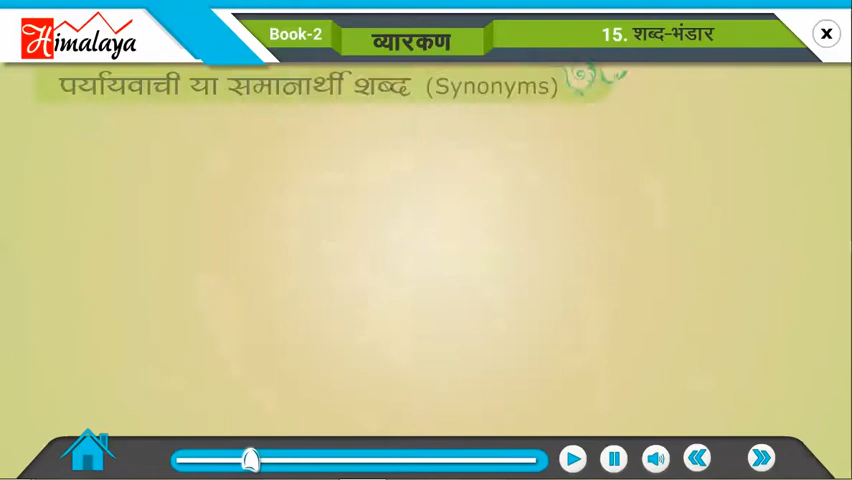 Himalaya
Book-2
व्यारकण
15. शब्द-भंडार
X
पर्यायवाची या समानार्थी शब्द (Synonyms)